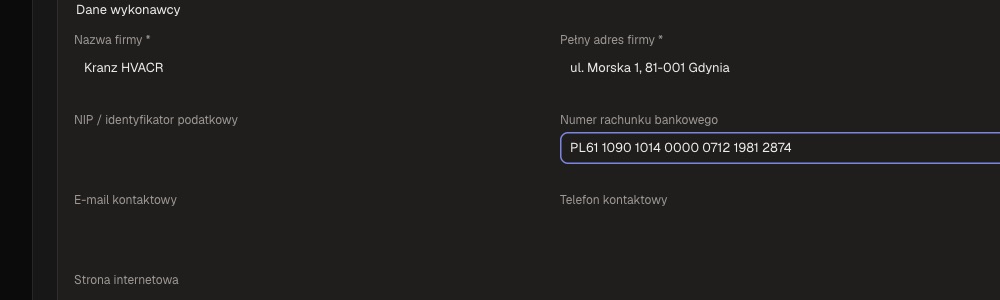 Dane wykonawcy
Nazwa firmy *
Pełny adres firmy *
Kranz HVACR
ul. Morska 1, 81-001 Gdynia
NIP / identyfikator podatkowy
Numer rachunku bankowego
PL61 1090 1014 0000 0712 1981 2874
E-mail kontaktowy
Telefon kontaktowy
Strona internetowa